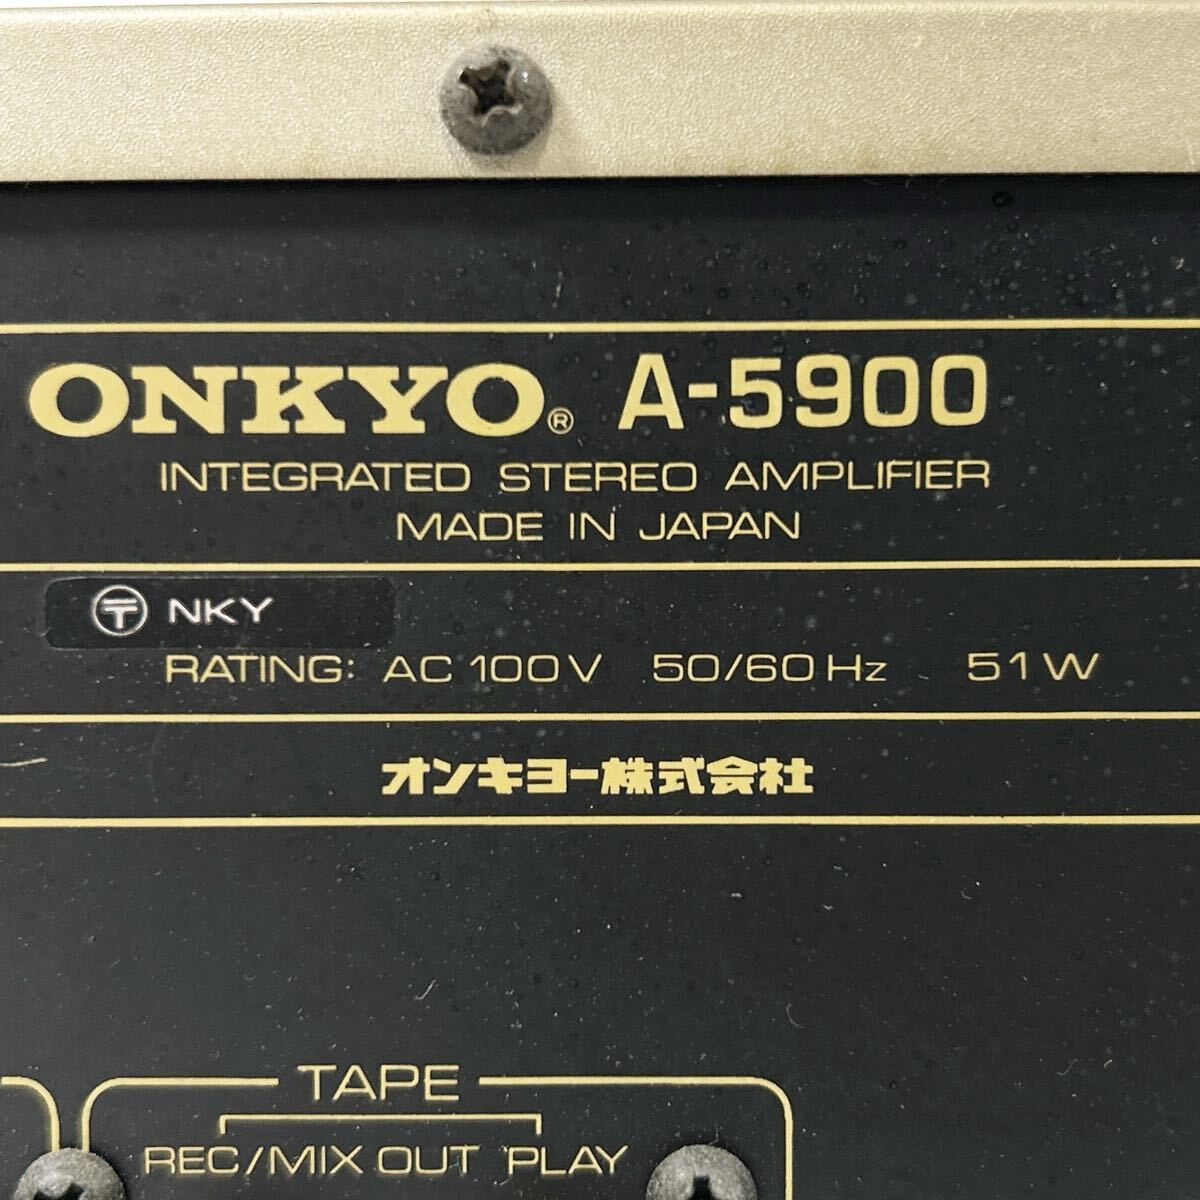 ONKYO® A-5900
INTEGRATED STEREO AMPLIFIER
MADE IN JAPAN
〶 NKY
RATING: AC 100V 50/60Hz 51W
オンキヨー株式会社
TAPE
REC/MIX OUT PLAY